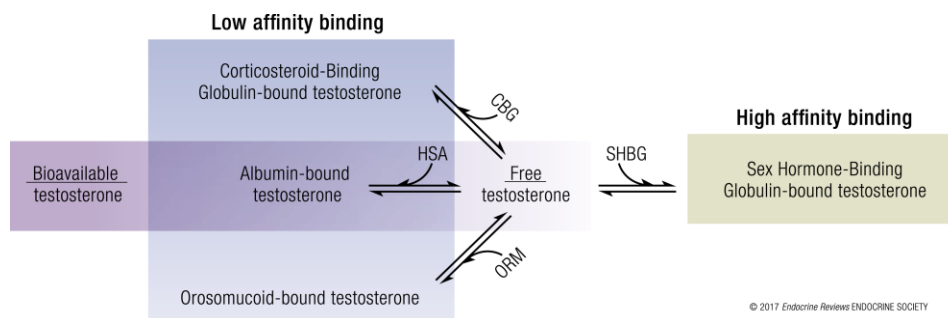 Low affinity binding
Corticosteroid-Binding
Globulin-bound testosterone
CBG
High affinity binding
Bioavailable
testosterone
Albumin-bound
testosterone
HSA
Free
testosterone
SHBG
Sex Hormone-Binding
Globulin-bound testosterone
ORM
Orosomucoid-bound testosterone
© 2017 Endocrine Reviews ENDOCRINE SOCIETY